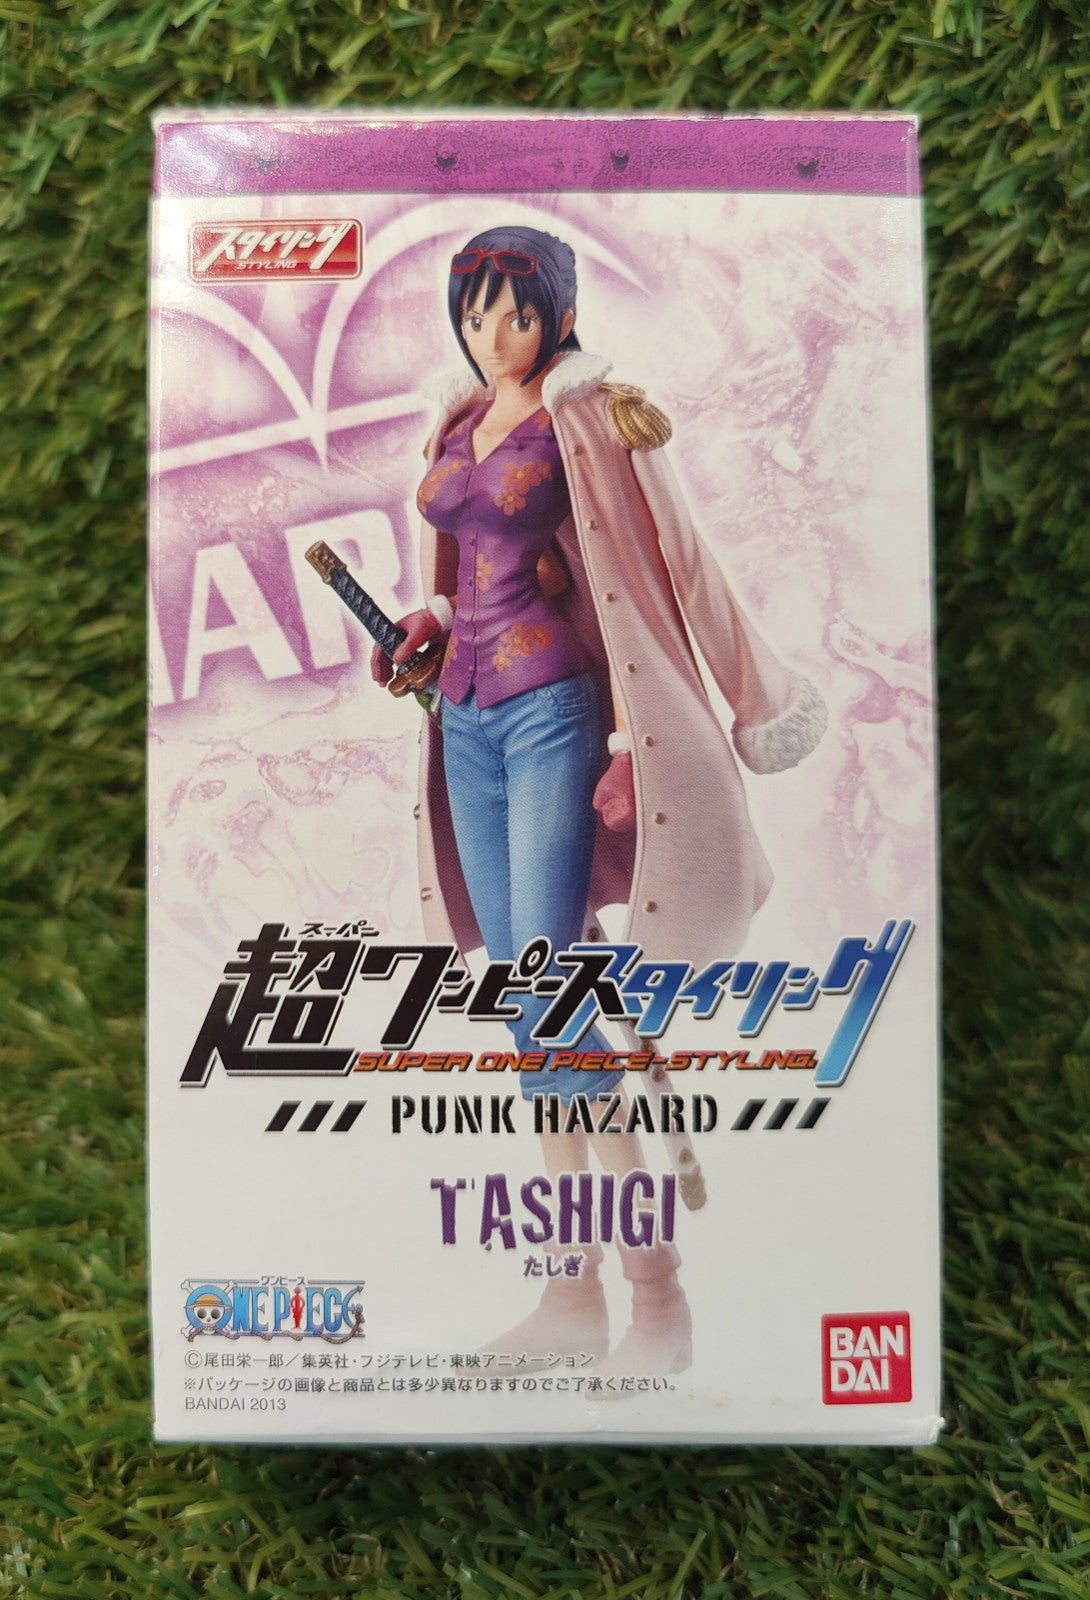 スタイリング
STYLING
MAR
スーパー
超ワンピーススタイリング
SUPER ONE PIECE-STYLING
PUNK HAZARD
TASHIGI
たしぎ
ワンピース
ONE PIECE
©尾田栄一郎/集英社・フジテレビ・東映アニメーション
※パッケージの画像と商品とは多少異なりますのでご了承ください。
BANDAI 2013
BAN
DAI